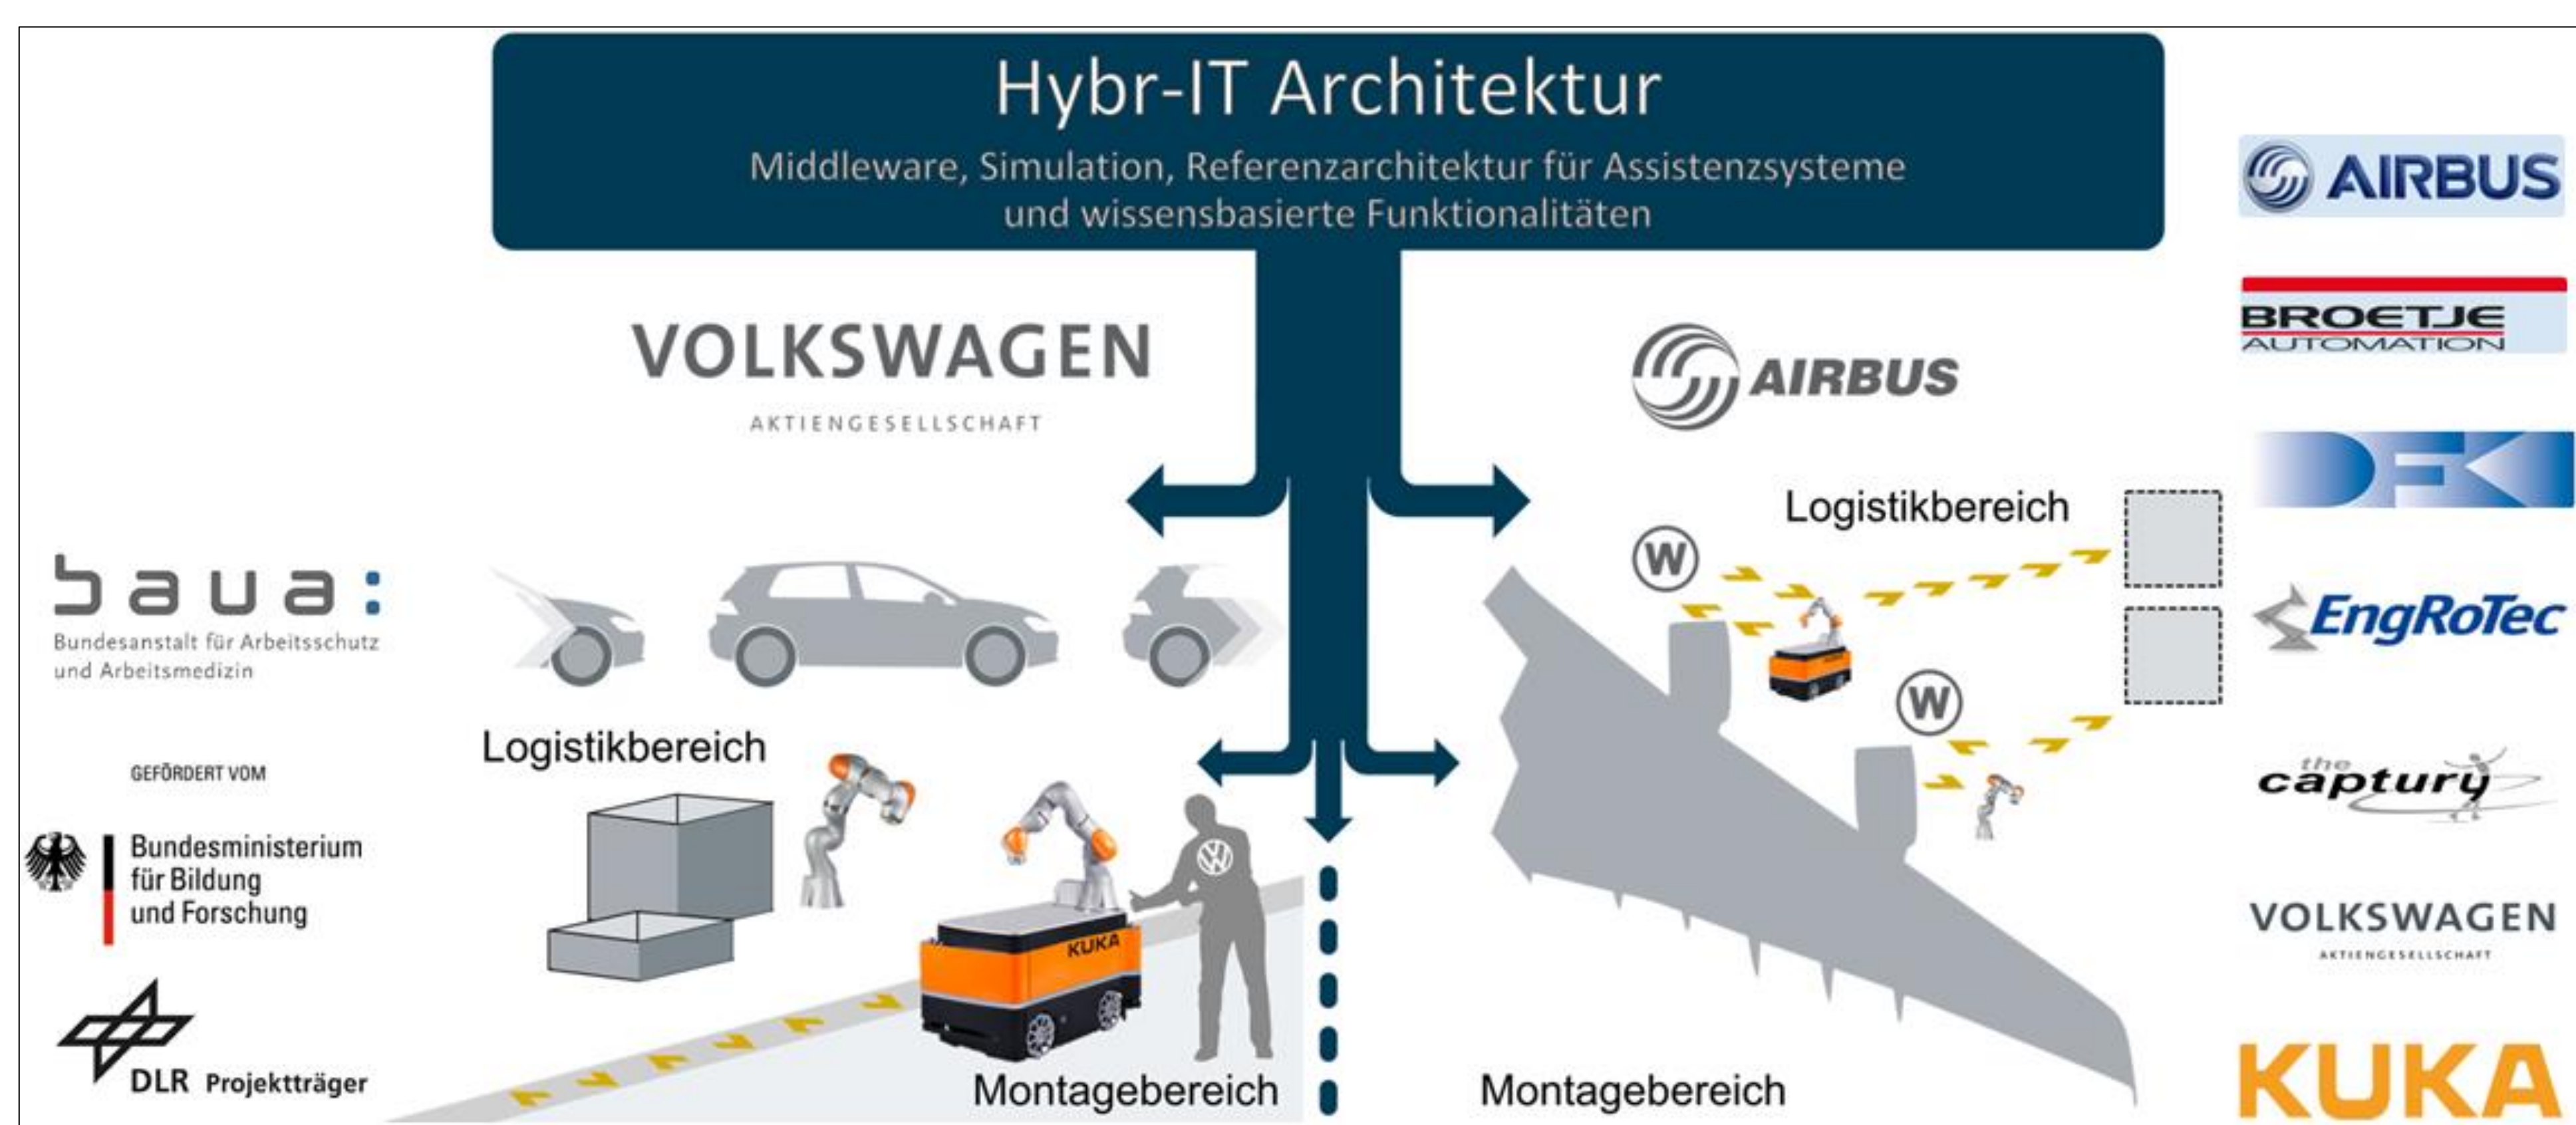 Hybr-IT Architektur
Middleware, Simulation, Referenzarchitektur für Assistenzsysteme
und wissensbasierte Funktionalitäten
VOLKSWAGEN
AKTIENGESELLSCHAFT
AIRBUS
Logistikbereich
W
W
Logistikbereich
KUKA
Montagebereich
Montagebereich
baua:
Bundesanstalt für Arbeitsschutz
und Arbeitsmedizin
GEFÖRDERT VOM
Bundesministerium
für Bildung
und Forschung
DLR Projektträger
AIRBUS
BROETJE
AUTOMATION
DFK
EngRoTec
the
captury
VOLKSWAGEN
AKTIENGESELLSCHAFT
KUKA